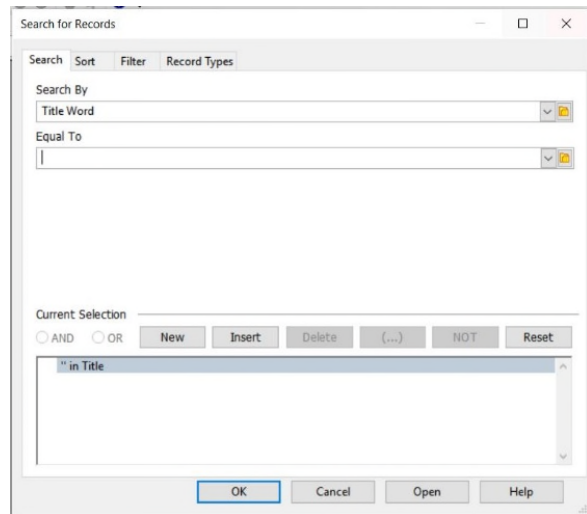 Search for Records
Search Sort Filter Record Types
Search By
Title Word
Equal To
Current Selection
AND OR New Insert Delete (...) NOT Reset
'' in Title
OK Cancel Open Help